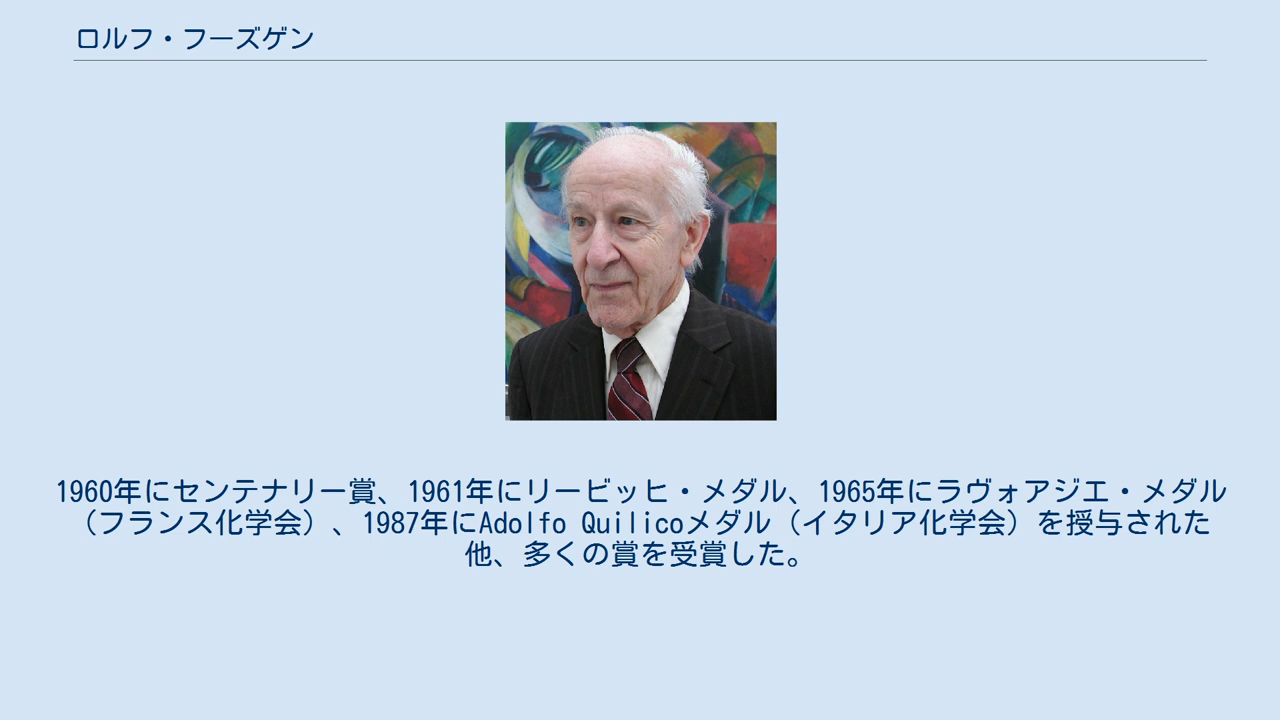 ロルフ・フーズゲン
1960年にセンテナリー賞、1961年にリービッヒ・メダル、1965年にラヴォアジエ・メダル
（フランス化学会）、1987年にAdolfo Quilicoメダル（イタリア化学会）を授与された
他、多くの賞を受賞した。